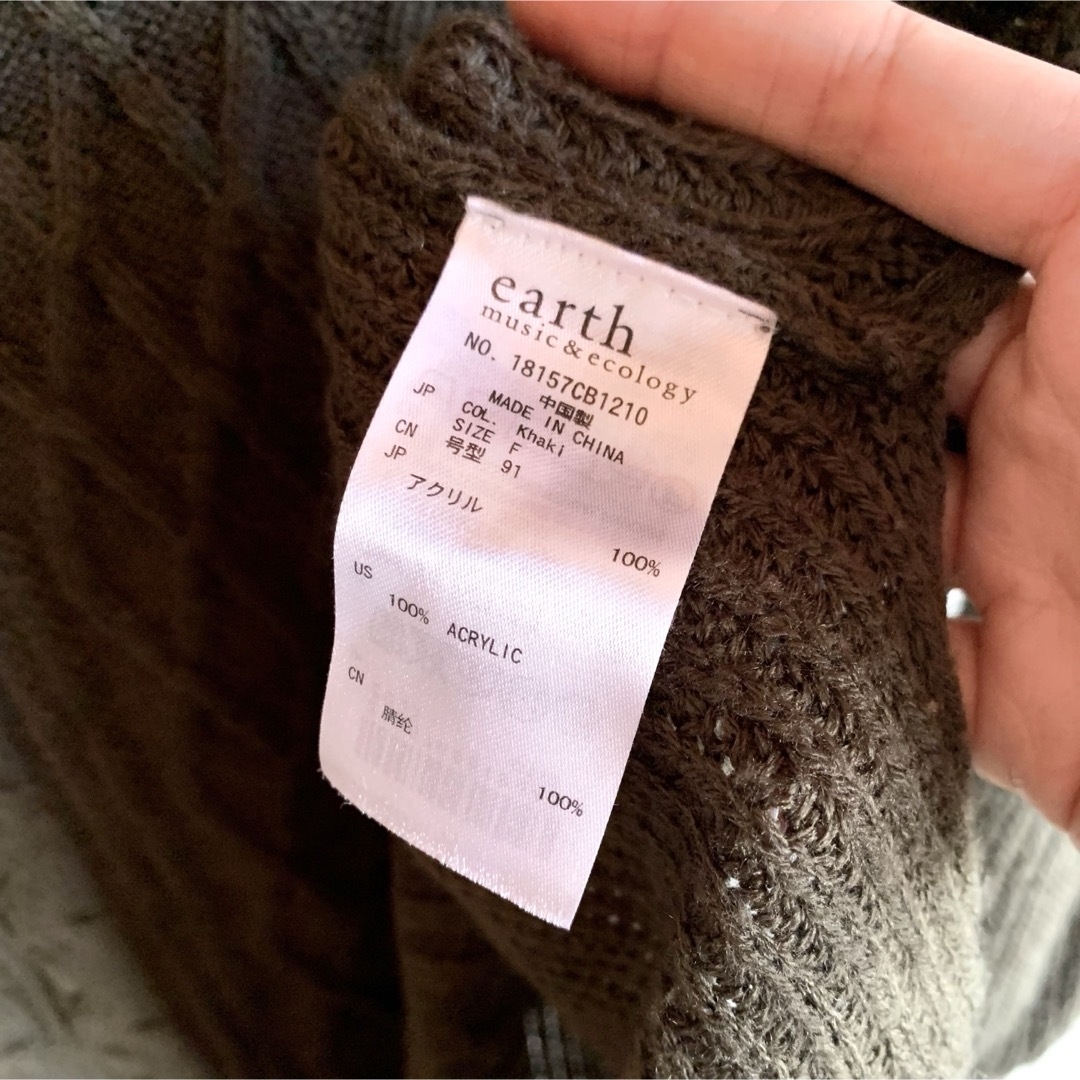 earth
music&ecology
NO. 18157CB1210
中国製
MADE IN CHINA
COL. Khaki
JP SIZE F
CN 号型 91
JP
アクリル 100%
US
100% ACRYLIC
CN
腈纶 100%